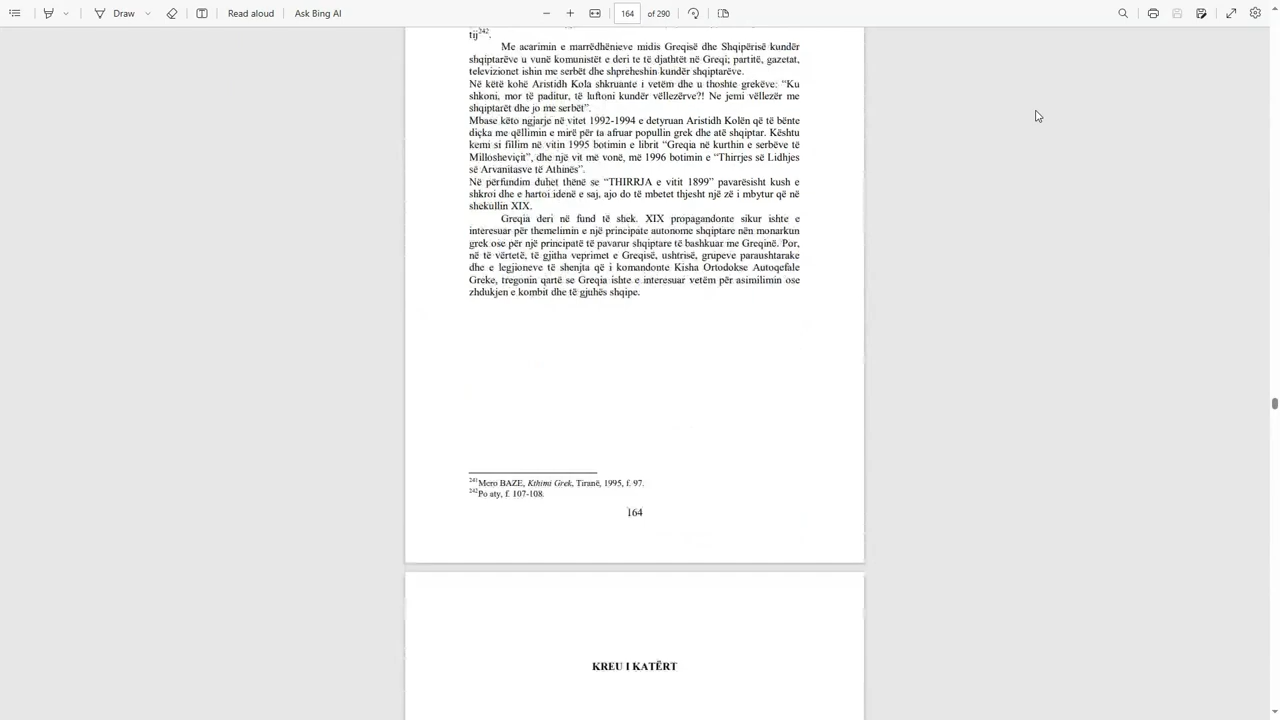 Draw
Read aloud
Ask Bing AI
164
of 290
tij242.
Me acarimin e marrëdhënieve midis Greqisë dhe Shqipërisë kundër
shqiptarëve u vunë komunistët e deri te të djathtët në Greqi; partitë, gazetat,
televizionet ishin me serbët dhe shpreheshin kundër shqiptarëve.
Në këtë kohë Aristidh Kola shkruante i vetëm dhe u thoshte grekëve: “Ku
shkoni, mor të paditur, të luftoni kundër vëllezërve?! Ne jemi vëllezër me
shqiptarët dhe jo me serbët”.
Mbase këto ngjarje në vitet 1992-1994 e detyruan Aristidh Kolën që të bënte
diçka me qëllimin e mirë për ta afruar popullin grek dhe atë shqiptar. Kështu
kemi si fillim në vitin 1995 botimin e librit “Greqia në kurthin e serbëve të
Millosheviçit”, dhe një vit më vonë, më 1996 botimin e “Thirrjes së Lidhjes
së Arvanitasve të Athinës”.
Në përfundim duhet thënë se “THIRRJA e vitit 1899” pavarësisht kush e
shkroi dhe e hartoi idenë e saj, ajo do të mbetet thjesht një zë i mbytur që në
shekullin XIX.
Greqia deri në fund të shek. XIX propagandonte sikur ishte e
interesuar për themelimin e një principate autonome shqiptare nën monarkun
grek ose për një principatë të pavarur shqiptare të bashkuar me Greqinë. Por,
në të vërtetë, të gjitha veprimet e Greqisë, ushtrisë, grupeve paraushtarake
dhe e legjioneve të shenjta që i komandonte Kisha Ortodokse Autoqefale
Greke, tregonin qartë se Greqia ishte e interesuar vetëm për asimilimin ose
zhdukjen e kombit dhe të gjuhës shqipe.
241Mero BAZE, Kthimi Grek, Tiranë, 1995, f. 97.
242Po aty, f. 107-108.
164
KREU I KATËRT